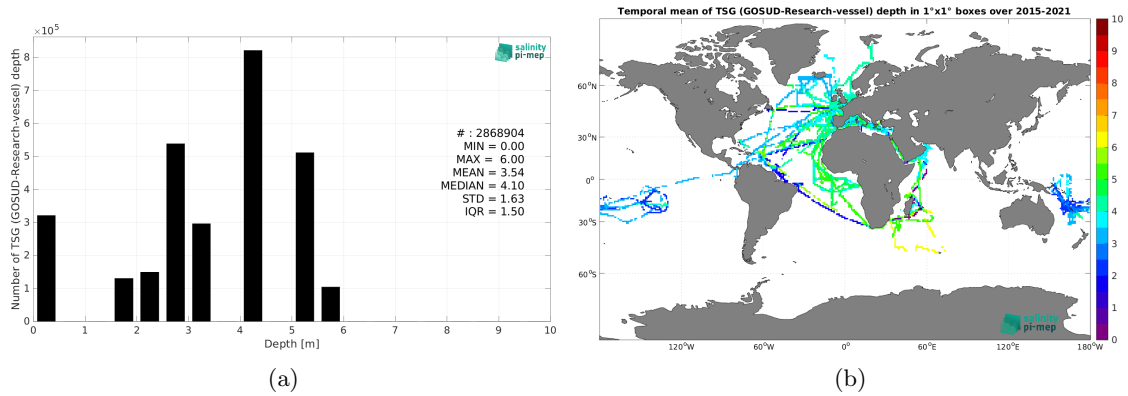 ×10⁵
Number of TSG (GOSUD-Research-vessel) depth
8
7
6
5
4
3
2
1
0
0 1 2 3 4 5 6 7 8 9 10
Depth [m]
salinity
pi-mep
# : 2868904
MIN = 0.00
MAX = 6.00
MEAN = 3.54
MEDIAN = 4.10
STD = 1.63
IQR = 1.50
(a)
Temporal mean of TSG (GOSUD-Research-vessel) depth in 1°x1° boxes over 2015-2021
60°N
30°N
0°
30°S
60°S
120°W 60°W 0° 60°E 120°E 180°W
salinity
pi-mep
10
9
8
7
6
5
4
3
2
1
0
(b)